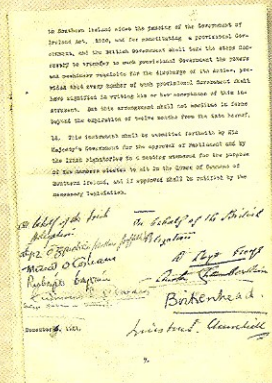 to Southern Ireland since the passing of the Government of
Ireland Act, 1920, and for constituting a provisional Gov-
ernment, and the British Government shall take the steps nec-
essary to transfer to such provisional Government the powers
and machinery requisite for the discharge of its duties, pro-
vided that every member of such provisional Government shall
have signified in writing his or her acceptance of this in-
strument. But this arrangement shall not continue in force
beyond the expiration of twelve months from the date hereof.
18. This instrument shall be submitted forthwith by His
Majesty's Government for the approval of Parliament and by
the Irish signatories to a meeting summoned for the purpose
of the members elected to sit in the House of Commons of
Southern Ireland, and if approved shall be ratified by the
necessary legislation.
On behalf of the Irish
Delegation
On behalf of the British
Delegation
D Lloyd George
Austen Chamberlain
Birkenhead.
Winston S. Churchill
December 6, 1921.